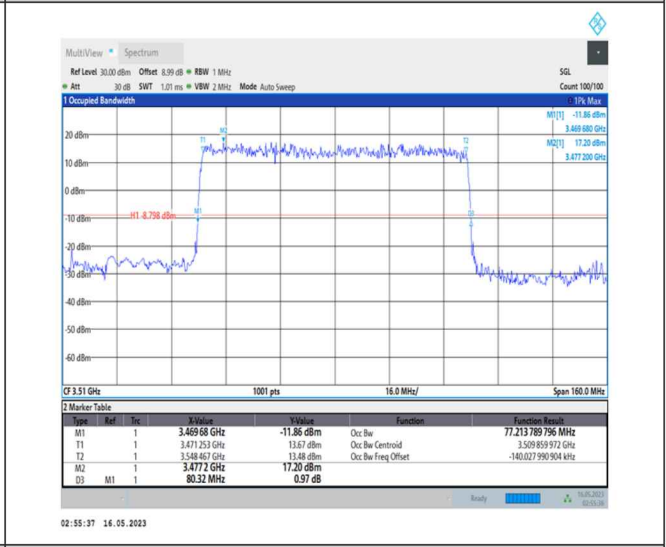 MultiView Spectrum
Ref Level 30.00 dBm Offset 8.99 dB RBW 1 MHz SGL
Att 30 dB SWT 1.01 ms VBW 2 MHz Mode Auto Sweep Count 100/100
1 Occupied Bandwidth 1Pk Max
M1[1] -11.86 dBm
3.469 680 GHz
M2[1] 17.20 dBm
3.477 200 GHz
M2
T1
T2
20 dBm
10 dBm
0 dBm
H1 -8.798 dBm
M1
D3
-10 dBm
-20 dBm
-30 dBm
-40 dBm
-50 dBm
-60 dBm
CF 3.51 GHz 1001 pts 16.0 MHz/ Span 160.0 MHz
2 Marker Table
Type Ref Trc X-Value Y-Value Function Function Result
M1 1 3.469 68 GHz -11.86 dBm Occ Bw 77.213 789 796 MHz
T1 1 3.471 253 GHz 13.67 dBm Occ Bw Centroid 3.509 859 972 GHz
T2 1 3.548 467 GHz 13.48 dBm Occ Bw Freq Offset -140.027 990 904 kHz
M2 1 3.477 2 GHz 17.20 dBm
D3 M1 1 80.32 MHz 0.97 dB
Ready 16.05.2023
02:55:36
02:55:37 16.05.2023